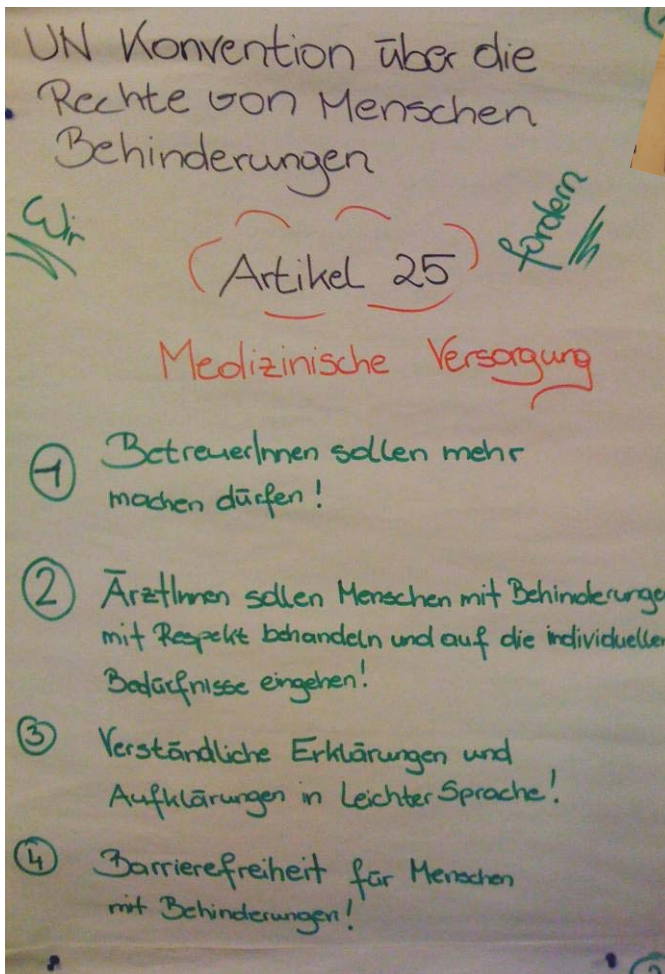 UN Konvention über die
Rechte von Menschen
Behinderungen
Wir
fordern
Artikel 25
Medizinische Versorgung
1 BetreuerInnen sollen mehr
machen dürfen!
2 ÄrztInnen sollen Menschen mit Behinderunge
mit Respekt behandeln und auf die individueller
Bedürfnisse eingehen!
3 Verständliche Erklärungen und
Aufklärungen in Leichter Sprache!
4 Barrierefreiheit für Menschen
mit Behinderungen!